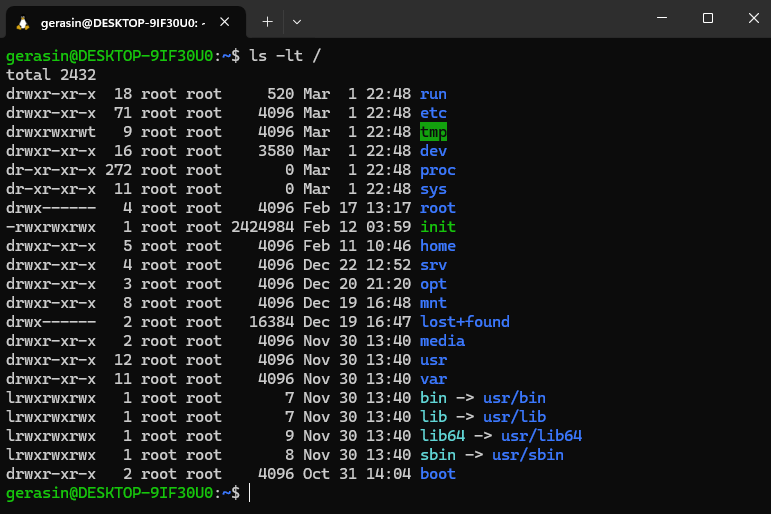 gerasin@DESKTOP-9IF30U0: ~
gerasin@DESKTOP-9IF30U0:~$ ls -lt /
total 2432
drwxr-xr-x  18 root root     520 Mar  1 22:48 run
drwxr-xr-x  71 root root    4096 Mar  1 22:48 etc
drwxrwxrwt   9 root root    4096 Mar  1 22:48 tmp
drwxr-xr-x  16 root root    3580 Mar  1 22:48 dev
dr-xr-xr-x 272 root root       0 Mar  1 22:48 proc
dr-xr-xr-x  11 root root       0 Mar  1 22:48 sys
drwx------   4 root root    4096 Feb 17 13:17 root
-rwxrwxrwx   1 root root 2424984 Feb 12 03:59 init
drwxr-xr-x   5 root root    4096 Feb 11 10:46 home
drwxr-xr-x   4 root root    4096 Dec 22 12:52 srv
drwxr-xr-x   3 root root    4096 Dec 20 21:20 opt
drwxr-xr-x   8 root root    4096 Dec 19 16:48 mnt
drwx------   2 root root   16384 Dec 19 16:47 lost+found
drwxr-xr-x   2 root root    4096 Nov 30 13:40 media
drwxr-xr-x  12 root root    4096 Nov 30 13:40 usr
drwxr-xr-x  11 root root    4096 Nov 30 13:40 var
lrwxrwxrwx   1 root root       7 Nov 30 13:40 bin -> usr/bin
lrwxrwxrwx   1 root root       7 Nov 30 13:40 lib -> usr/lib
lrwxrwxrwx   1 root root       9 Nov 30 13:40 lib64 -> usr/lib64
lrwxrwxrwx   1 root root       8 Nov 30 13:40 sbin -> usr/sbin
drwxr-xr-x   2 root root    4096 Oct 31 14:04 boot
gerasin@DESKTOP-9IF30U0:~$